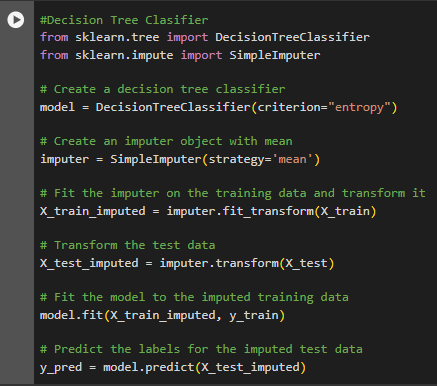 #Decision Tree Clasifier
from sklearn.tree import DecisionTreeClassifier
from sklearn.impute import SimpleImputer
# Create a decision tree classifier
model = DecisionTreeClassifier(criterion="entropy")
# Create an imputer object with mean
imputer = SimpleImputer(strategy='mean')
# Fit the imputer on the training data and transform it
X_train_imputed = imputer.fit_transform(X_train)
# Transform the test data
X_test_imputed = imputer.transform(X_test)
# Fit the model to the imputed training data
model.fit(X_train_imputed, y_train)
# Predict the labels for the imputed test data
y_pred = model.predict(X_test_imputed)